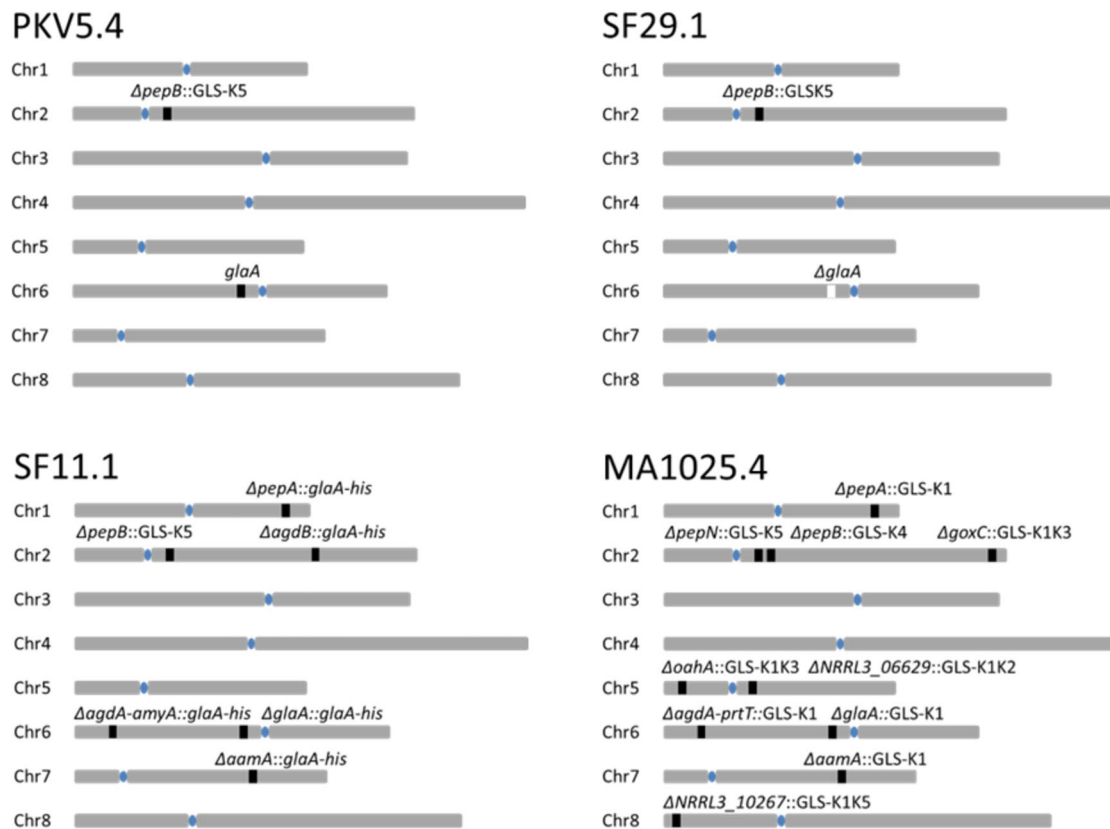 PKV5.4
Chr1
ΔpepB::GLS-K5
Chr2
Chr3
Chr4
Chr5
glaA
Chr6
Chr7
Chr8
SF29.1
Chr1
ΔpepB::GLSK5
Chr2
Chr3
Chr4
Chr5
ΔglaA
Chr6
Chr7
Chr8
SF11.1
ΔpepA::glaA-his
Chr1
ΔpepB::GLS-K5 ΔagdB::glaA-his
Chr2
Chr3
Chr4
Chr5
ΔagdA-amyA::glaA-his ΔglaA::glaA-his
Chr6
ΔaamA::glaA-his
Chr7
Chr8
MA1025.4
ΔpepA::GLS-K1
Chr1
ΔpepN::GLS-K5 ΔpepB::GLS-K4 ΔgoxC::GLS-K1K3
Chr2
Chr3
Chr4
ΔoahA::GLS-K1K3 ΔNRRL3_06629::GLS-K1K2
Chr5
ΔagdA-prtT::GLS-K1 ΔglaA::GLS-K1
Chr6
ΔaamA::GLS-K1
Chr7
ΔNRRL3_10267::GLS-K1K5
Chr8